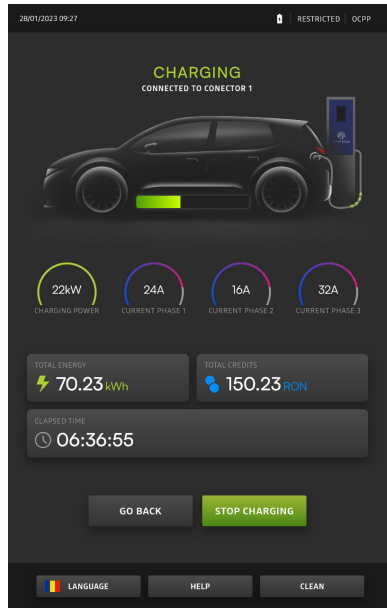 28/01/2023 09:27
RESTRICTED
OCPP
CHARGING
CONNECTED TO CONECTOR 1
22kW
CHARGING POWER
24A
CURRENT PHASE 1
16A
CURRENT PHASE 2
32A
CURRENT PHASE 3
TOTAL ENERGY
70.23 kWh
TOTAL CREDITS
150.23 RON
ELAPSED TIME
06:36:55
GO BACK
STOP CHARGING
LANGUAGE
HELP
CLEAN